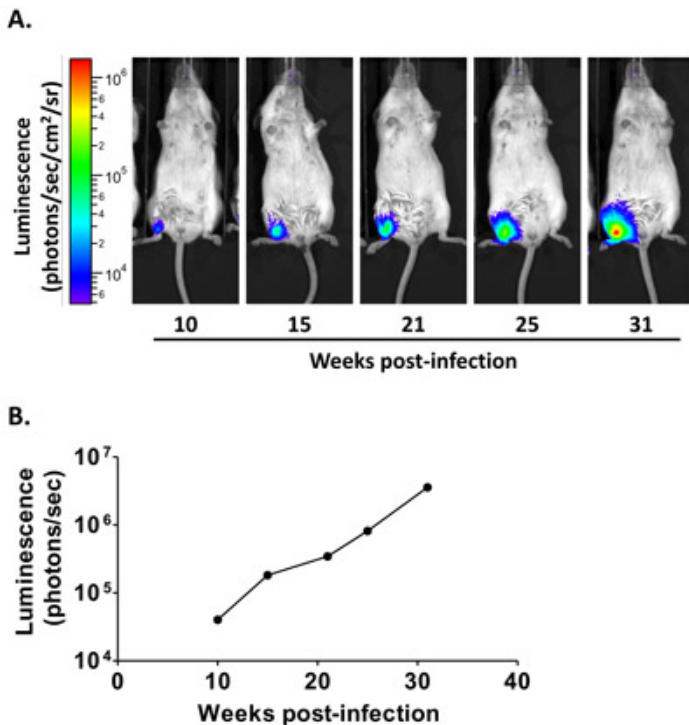 A.
Luminescence
(photons/sec/cm²/sr)
10⁶
6
4
2
10⁵
6
4
2
10⁴
6
10 15 21 25 31
Weeks post-infection
B.
Luminescence
(photons/sec)
10⁷
10⁶
10⁵
10⁴
0 10 20 30 40
Weeks post-infection